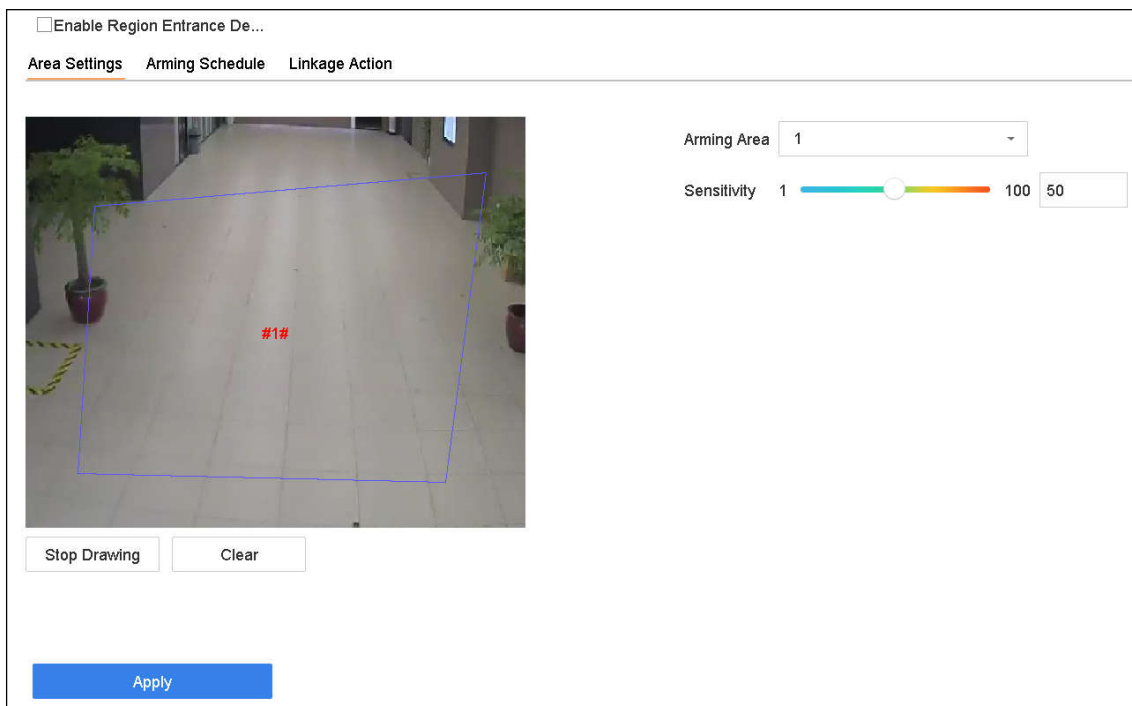 Enable Region Entrance De...
Area Settings Arming Schedule Linkage Action
Arming Area 1
Sensitivity 1 100 50
#1#
Stop Drawing Clear
Apply